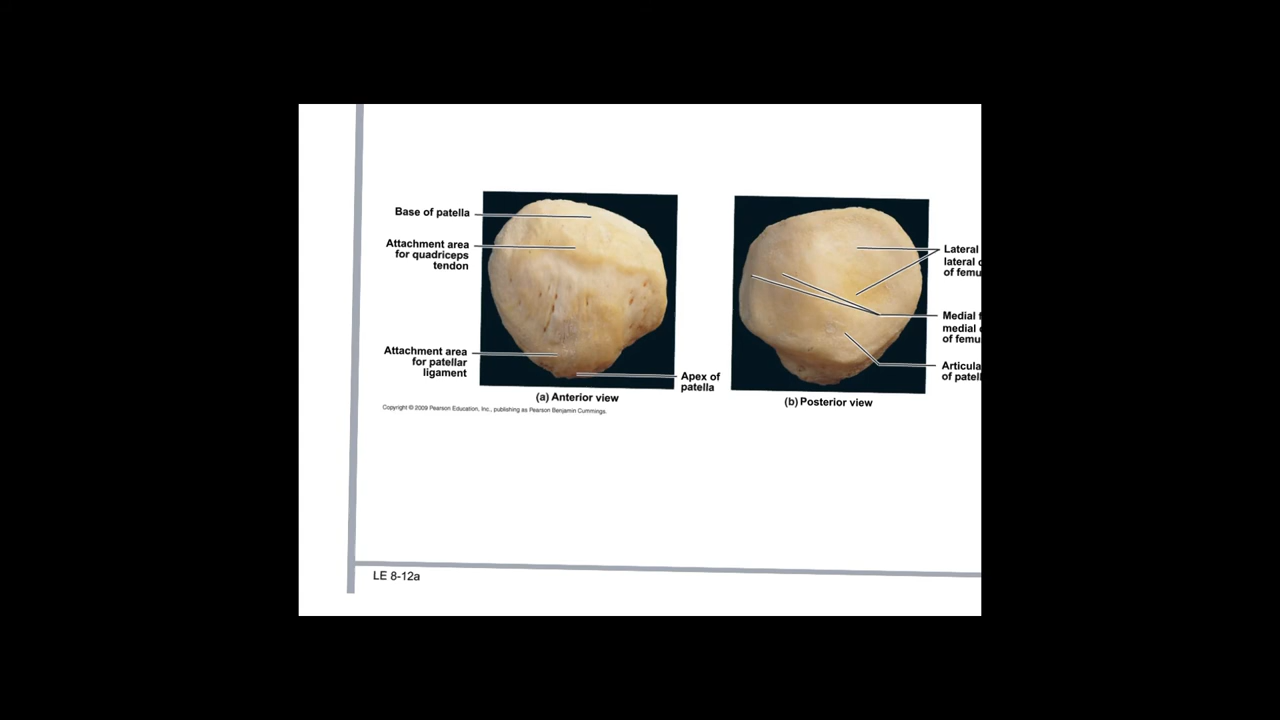 Base of patella
Attachment area
for quadriceps
tendon
Attachment area
for patellar
ligament
Apex of
patella
(a) Anterior view
Lateral
lateral
of femu
Medial f
medial
of femu
Articula
of patell
(b) Posterior view
Copyright © 2009 Pearson Education, Inc., publishing as Pearson Benjamin Cummings.
LE 8-12a